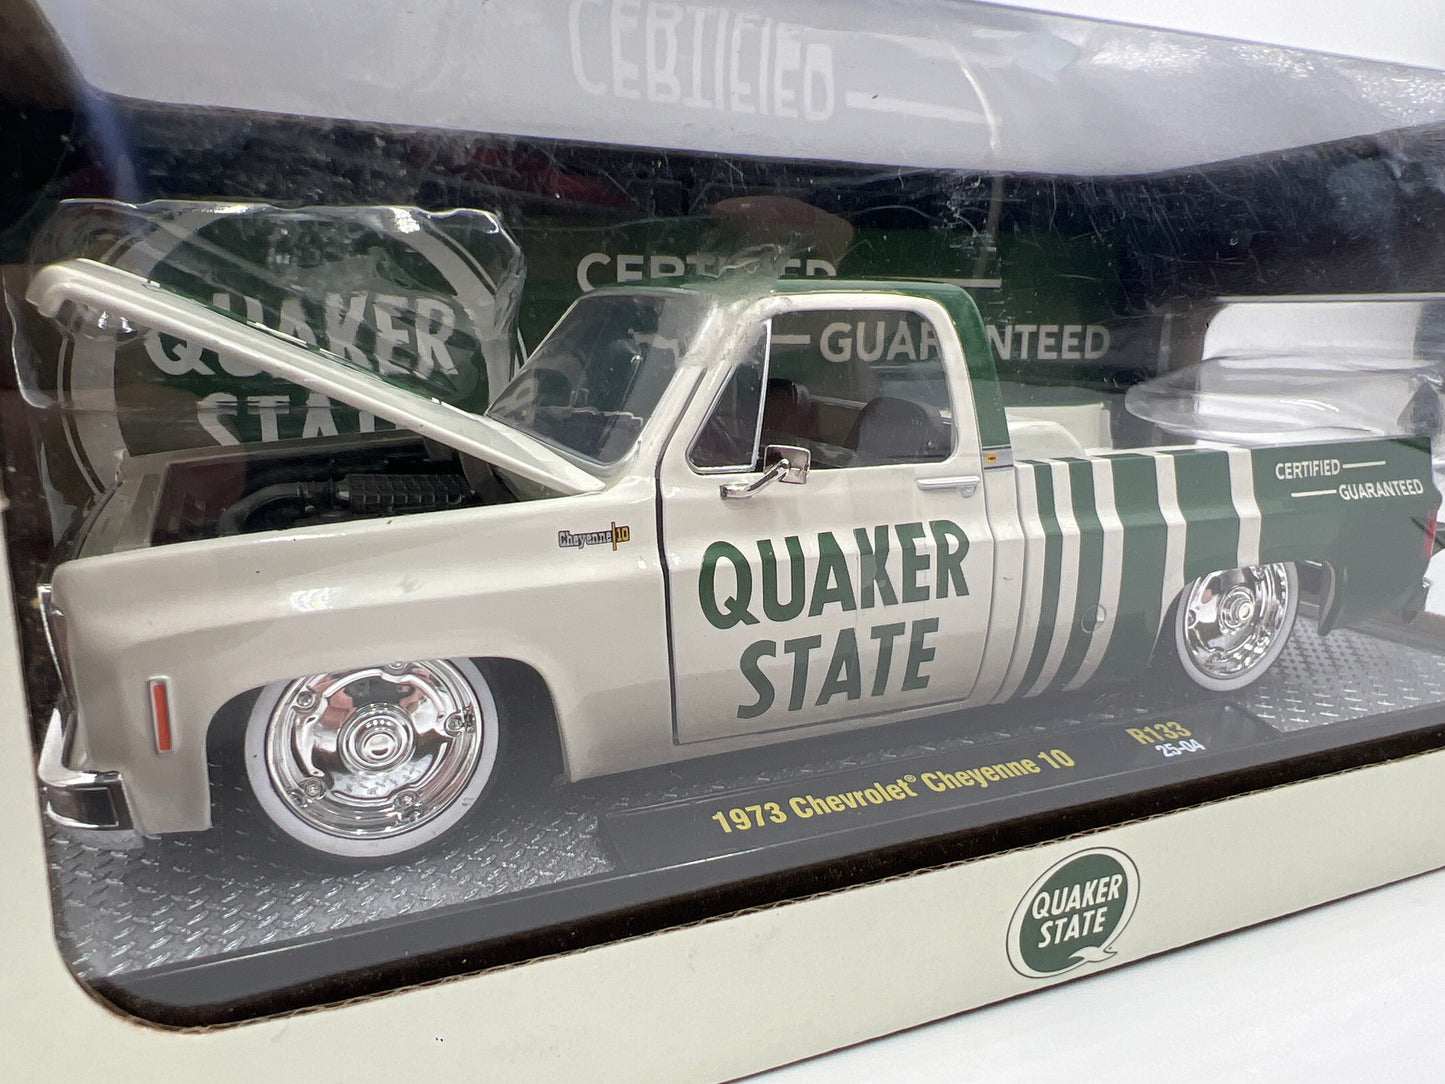 CERTIFIED
CERTIFIED
GUARANTEED
QUAKER
STATE
CERTIFIED
GUARANTEED
Cheyenne 10
QUAKER
STATE
1973 Chevrolet® Cheyenne 10
R133
25-04
QUAKER
STATE